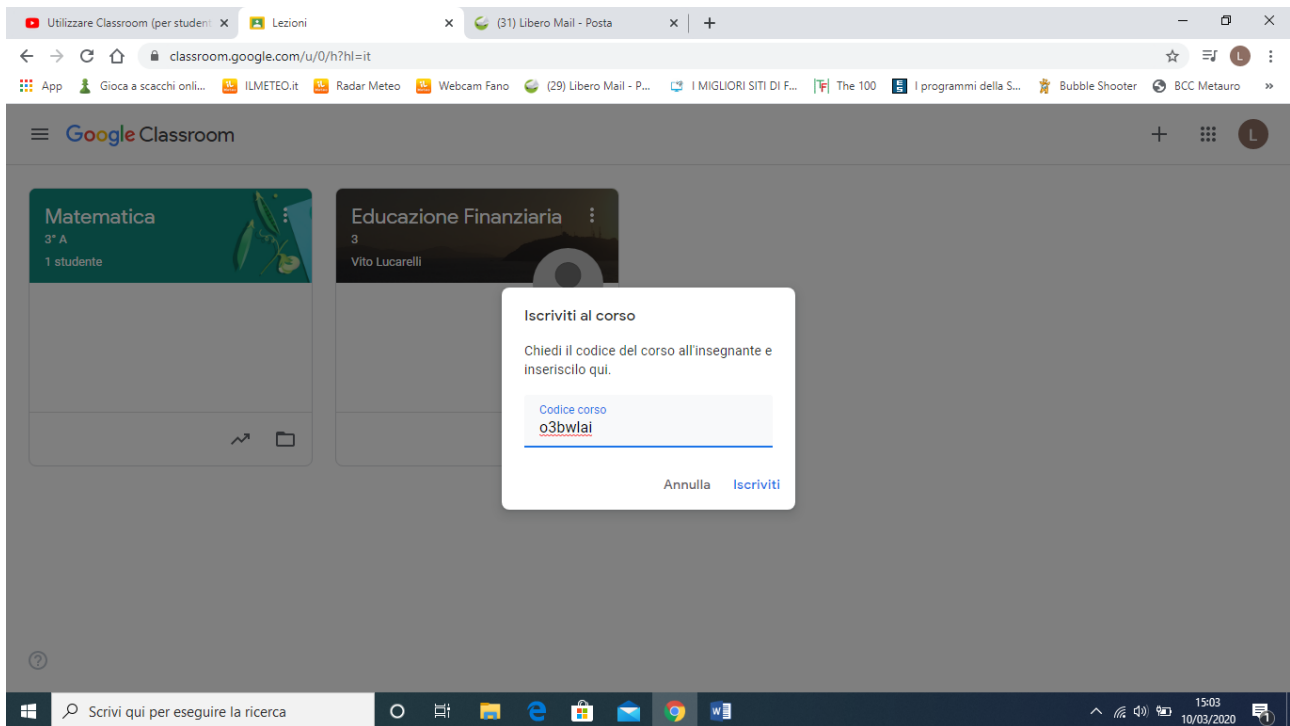 Utilizzare Classroom (per student
Lezioni
(31) Libero Mail - Posta
classroom.google.com/u/0/h?hl=it
L
App
Gioca a scacchi onli...
ILMETEO.it
Radar Meteo
Webcam Fano
(29) Libero Mail - P...
I MIGLIORI SITI DI F...
The 100
I programmi della S...
Bubble Shooter
BCC Metauro
»
Google Classroom
L
Matematica
3° A
1 studente
Educazione Finanziaria
3
Vito Lucarelli
Iscriviti al corso
Chiedi il codice del corso all'insegnante e
inseriscilo qui.
Codice corso
o3bwlai
Annulla Iscriviti
Scrivi qui per eseguire la ricerca
15:03
10/03/2020
1